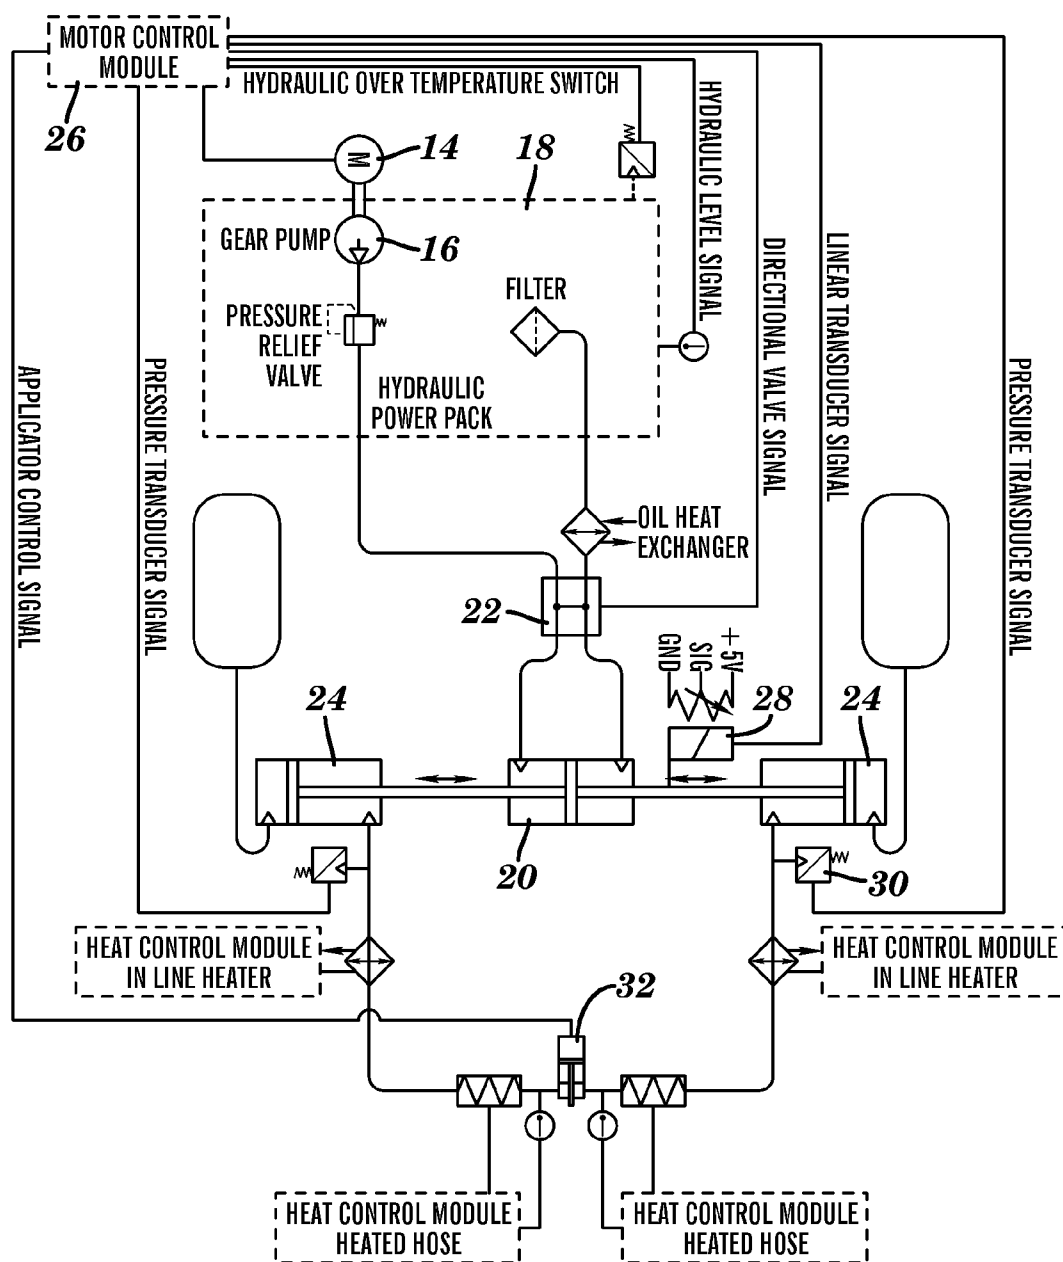 MOTOR CONTROL
MODULE
26
HYDRAULIC OVER TEMPERATURE SWITCH
M
14
18
GEAR PUMP
16
FILTER
PRESSURE
RELIEF
VALVE
HYDRAULIC
POWER PACK
HYDRAULIC LEVEL SIGNAL
DIRECTIONAL VALVE SIGNAL
LINEAR TRANSDUCER SIGNAL
APPLICATOR CONTROL SIGNAL
PRESSURE TRANSDUCER SIGNAL
PRESSURE TRANSDUCER SIGNAL
OIL HEAT
EXCHANGER
22
GND
SIG
+5V
24
28
24
20
30
HEAT CONTROL MODULE
IN LINE HEATER
HEAT CONTROL MODULE
IN LINE HEATER
32
HEAT CONTROL MODULE
HEATED HOSE
HEAT CONTROL MODULE
HEATED HOSE